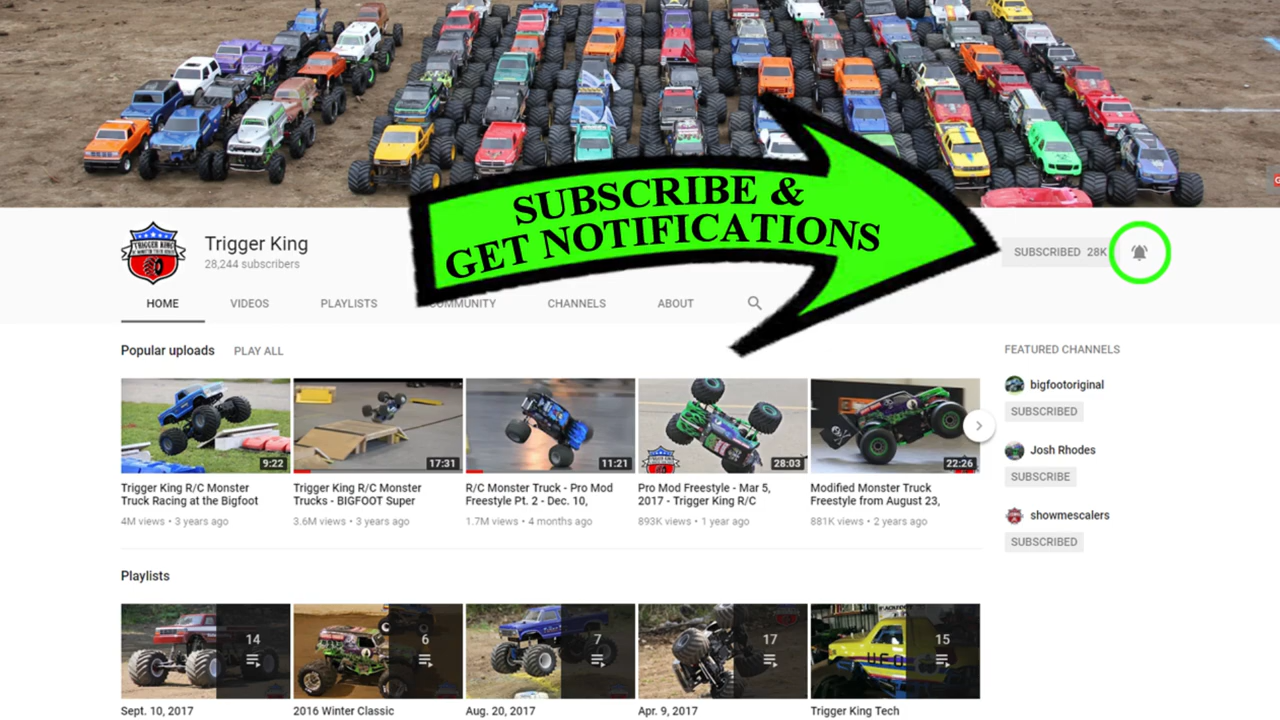 SUBSCRIBE &
GET NOTIFICATIONS
TRIGGER KING
Trigger King
28,244 subscribers
SUBSCRIBED 28K
HOME
VIDEOS
PLAYLISTS
COMMUNITY
CHANNELS
ABOUT
Popular uploads
PLAY ALL
9:22
17:31
11:21
28:03
22:26
Trigger King R/C Monster
Truck Racing at the Bigfoot
4M views • 3 years ago
Trigger King R/C Monster
Trucks - BIGFOOT Super
3.6M views • 3 years ago
R/C Monster Truck - Pro Mod
Freestyle Pt. 2 - Dec. 10,
1.7M views • 4 months ago
Pro Mod Freestyle - Mar 5,
2017 - Trigger King R/C
893K views • 1 year ago
Modified Monster Truck
Freestyle from August 23,
881K views • 2 years ago
FEATURED CHANNELS
bigfootoriginal
SUBSCRIBED
Josh Rhodes
SUBSCRIBE
showmescalers
SUBSCRIBED
Playlists
14
6
7
17
15
UFO
Sept. 10, 2017
2016 Winter Classic
Aug. 20, 2017
Apr. 9, 2017
Trigger King Tech